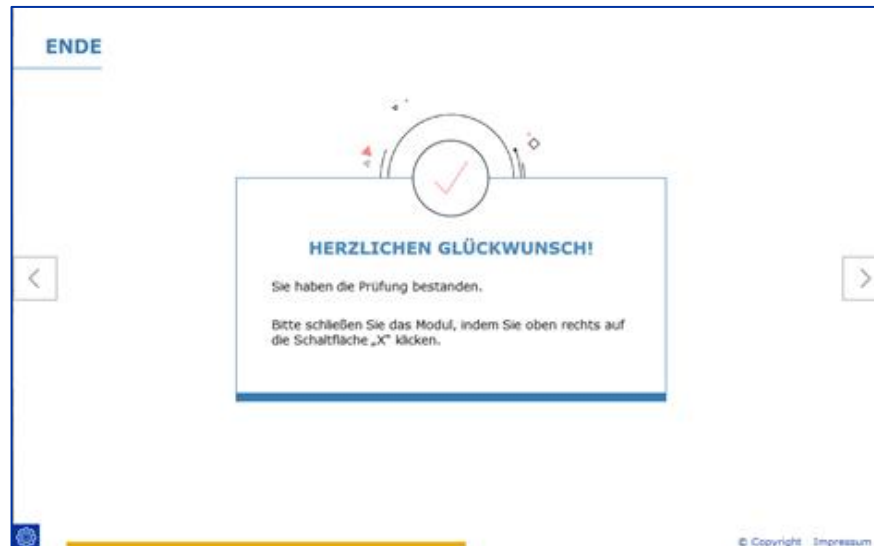 ENDE
HERZLICHEN GLÜCKWUNSCH!
Sie haben die Prüfung bestanden.
Bitte schließen Sie das Modul, indem Sie oben rechts auf
die Schaltfläche „X“ klicken.
© Copyright Impressum